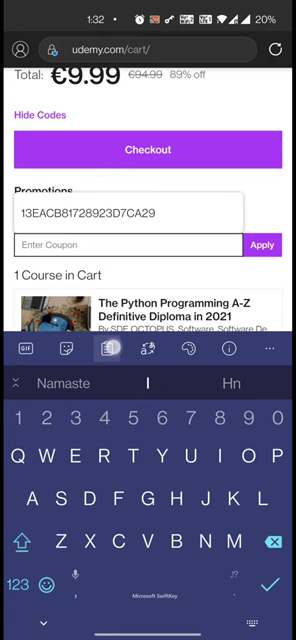 1:32
20%
udemy.com/cart/
Total: €9.99 €94.99 89% off
Hide Codes
Checkout
Promotions
13EACB81728923D7CA29
Enter Coupon Apply
1 Course in Cart
The Python Programming A-Z
Definitive Diploma in 2021
By SDE OCTOPUS, Software, Software De...
GIF
Namaste I Hn
1 2 3 4 5 6 7 8 9 0
Q W E R T Y U I O P
A S D F G H J K L
Z X C V B N M
123 , Microsoft SwiftKey .!?